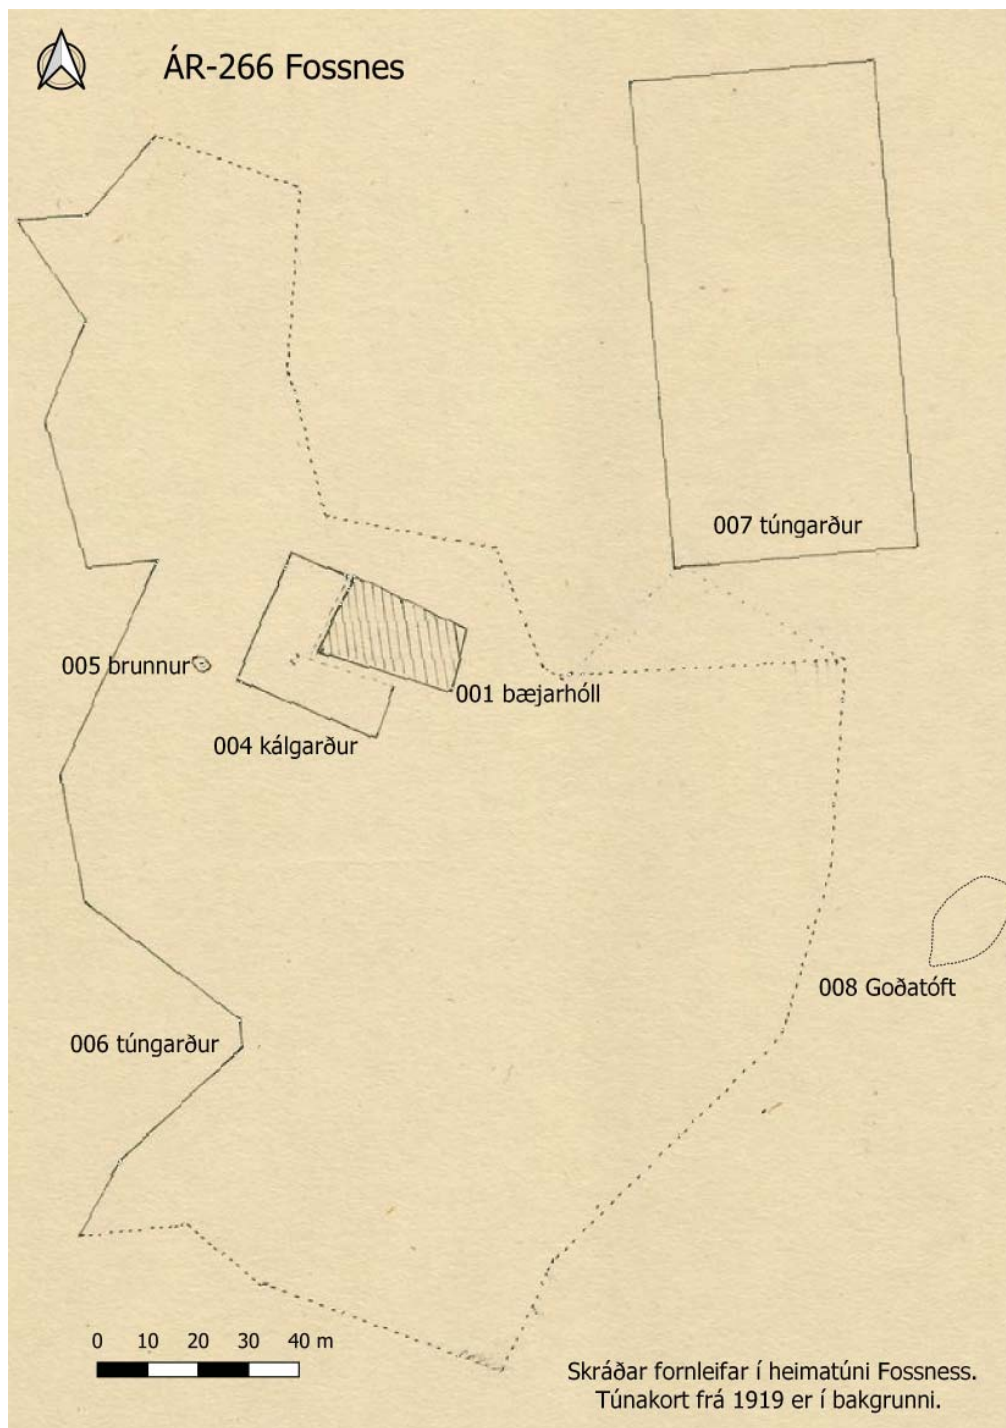 ÁR-266 Fossnes
007 túngarður
005 brunnur
001 bæjarhóll
004 kálgarður
008 Goðatóft
006 túngarður
0 10 20 30 40 m
Skráðar fornleifar í heimatúni Fossness.
Túnakort frá 1919 er í bakgrunni.